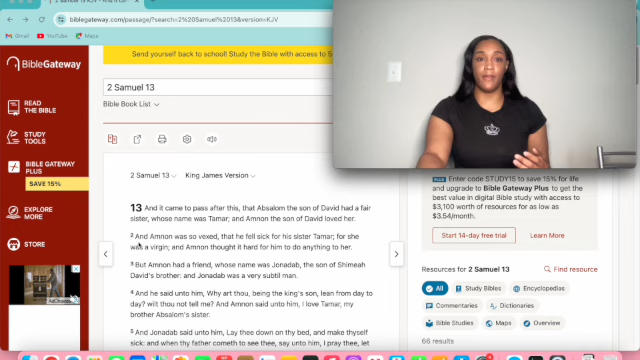 2 Samuel 13 KJV - And it ca
biblegateway.com/passage/?search=2%20Samuel%2013&version=KJV
Gmail
YouTube
Maps
BibleGateway
Send yourself back to school! Study the Bible with access to
2 Samuel 13
Bible Book List
READ THE BIBLE
STUDY TOOLS
BIBLE GATEWAY PLUS
SAVE 15%
EXPLORE MORE
STORE
2 Samuel 13
King James Version
13 And it came to pass after this, that Absalom the son of David had a fair
sister, whose name was Tamar; and Amnon the son of David loved her.
2 And Amnon was so vexed, that he fell sick for his sister Tamar; for she
was a virgin; and Amnon thought it hard for him to do anything to her.
3 But Amnon had a friend, whose name was Jonadab, the son of Shimeah
David's brother: and Jonadab was a very subtil man.
4 And he said unto him, Why art thou, being the king's son, lean from day to
day? wilt thou not tell me? And Amnon said unto him, I love Tamar, my
brother Absalom's sister.
5 And Jonadab said unto him, Lay thee down on thy bed, and make thyself
sick: and when thy father cometh to see thee, say unto him, I pray thee, let
PLUS Enter code STUDY15 to save 15% for life
and upgrade to Bible Gateway Plus to get the
best value in digital Bible study with access to
$3,100 worth of resources for as low as
$3.54/month.
Start 14-day free trial
Learn More
Resources for 2 Samuel 13
Find resource
All
Study Bibles
Encyclopedias
Commentaries
Dictionaries
Bible Studies
Maps
Overview
66 results